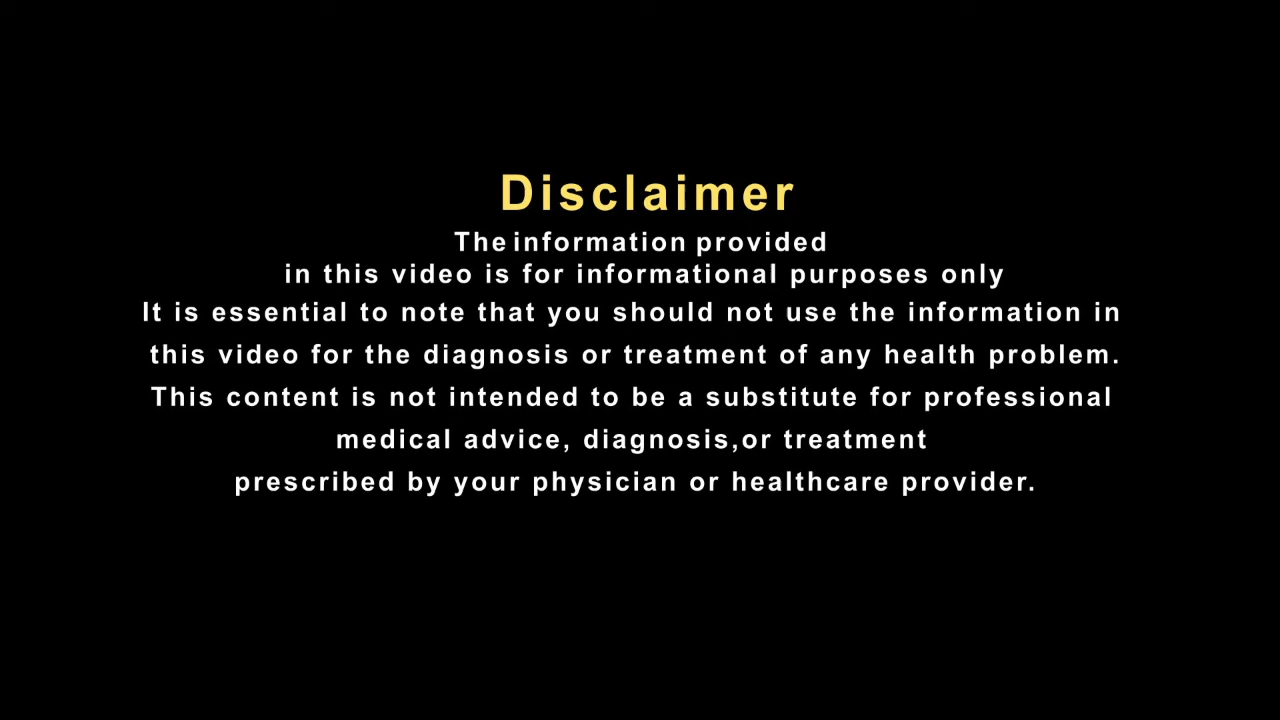 Disclaimer
The information provided
in this video is for informational purposes only
It is essential to note that you should not use the information in
this video for the diagnosis or treatment of any health problem.
This content is not intended to be a substitute for professional
medical advice, diagnosis,or treatment
prescribed by your physician or healthcare provider.